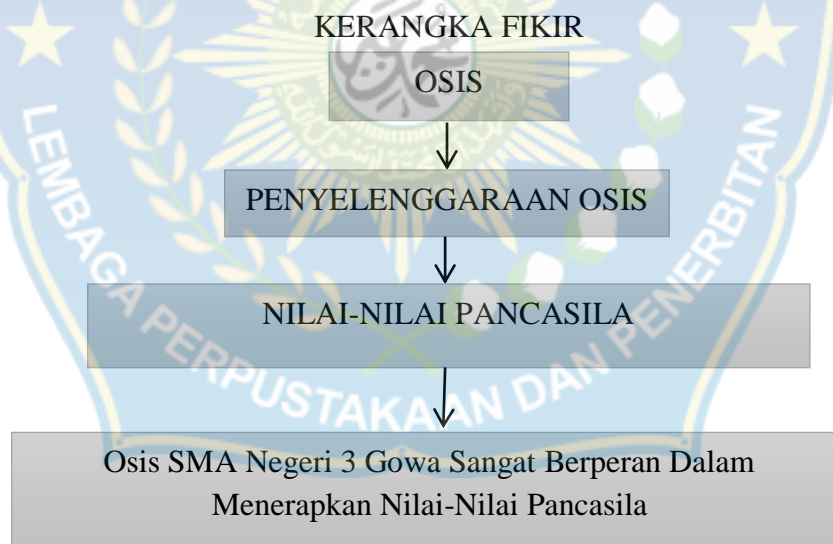 KERANGKA FIKIR
OSIS
PENYELENGGARAAN OSIS
NILAI-NILAI PANCASILA
Osis SMA Negeri 3 Gowa Sangat Berperan Dalam
Menerapkan Nilai-Nilai Pancasila
LEMBAGA PERPUSTAKAAN DAN PENERBITAN